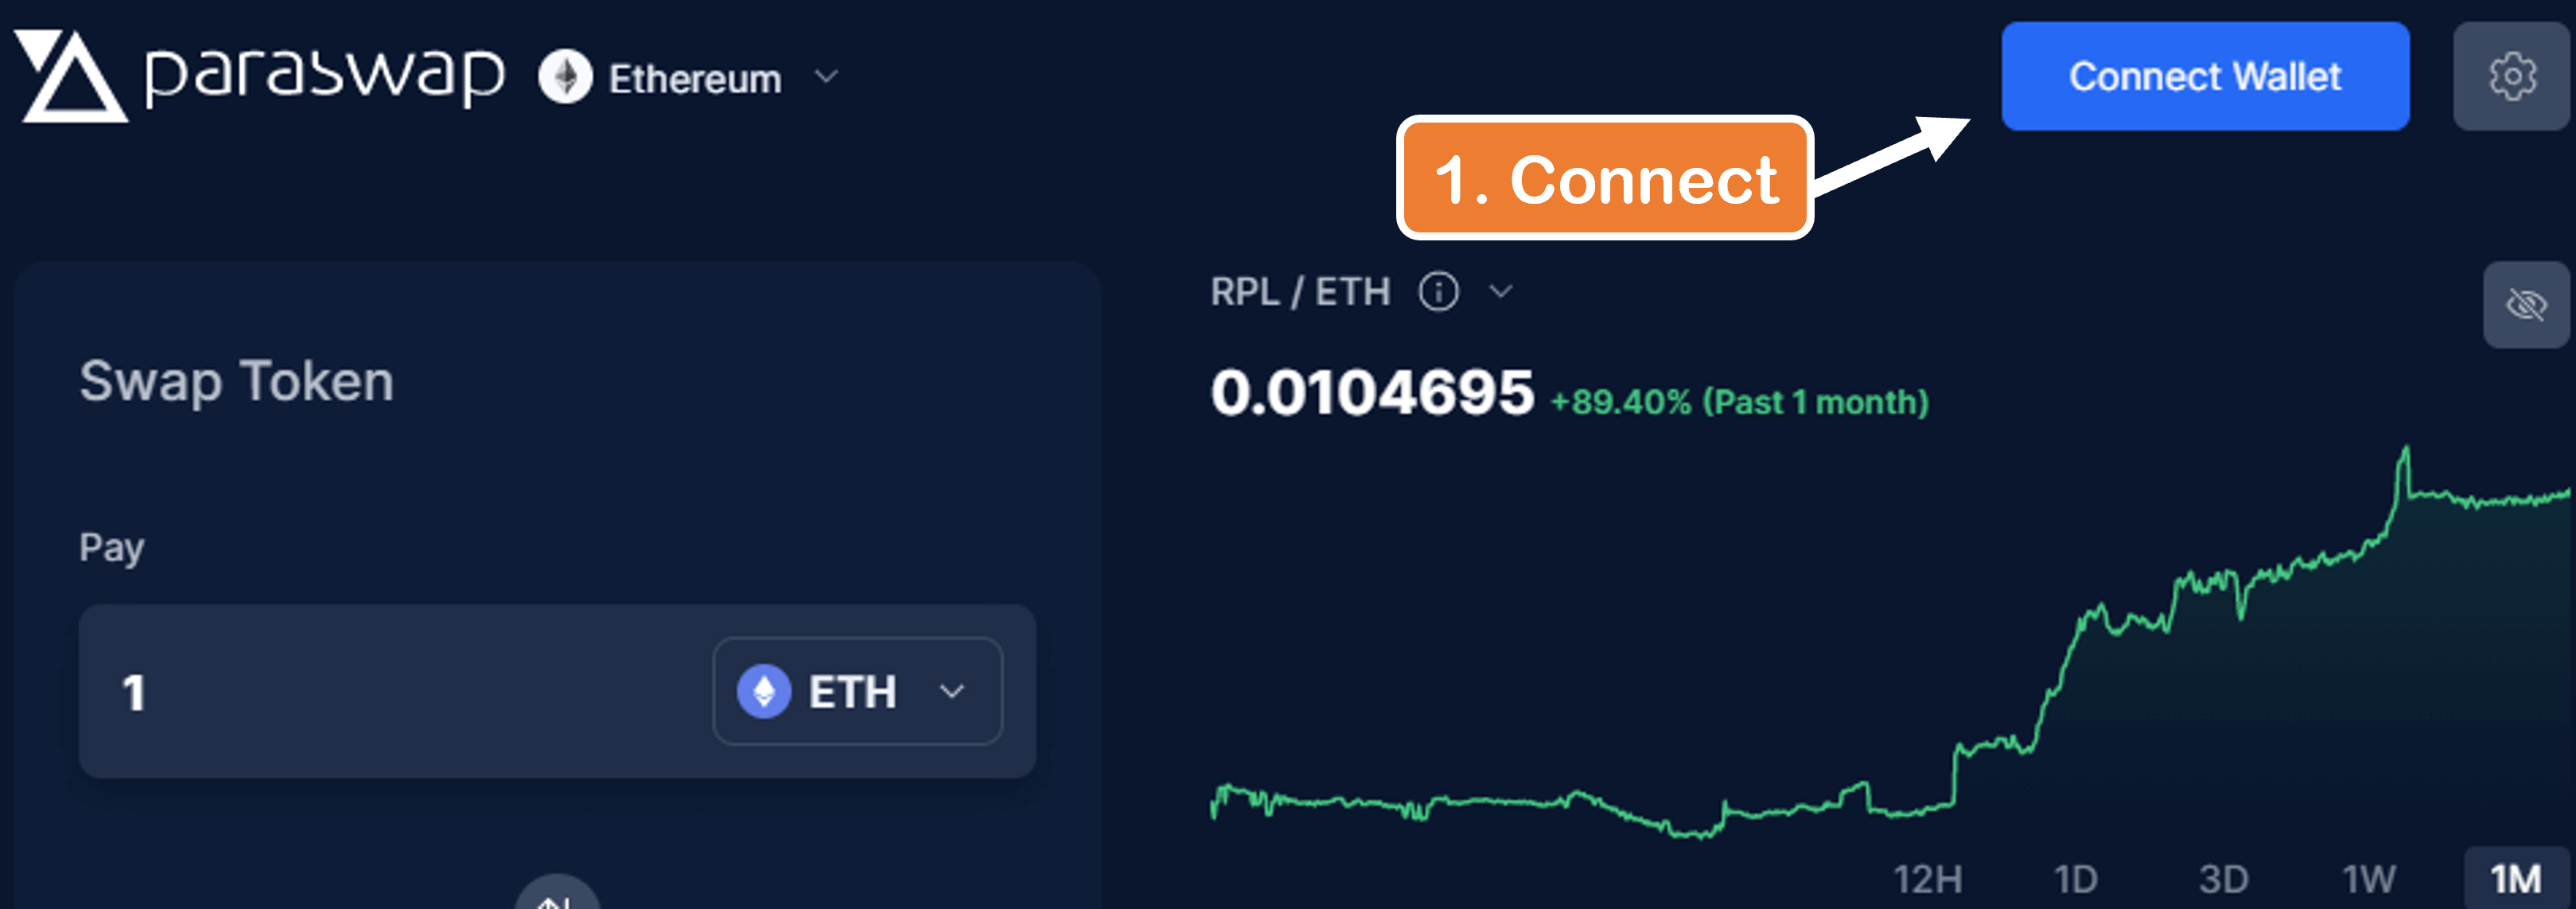 paraswap
Ethereum
Connect Wallet
1. Connect
RPL / ETH
0.0104695 +89.40% (Past 1 month)
Swap Token
Pay
1
ETH
12H 1D 3D 1W 1M